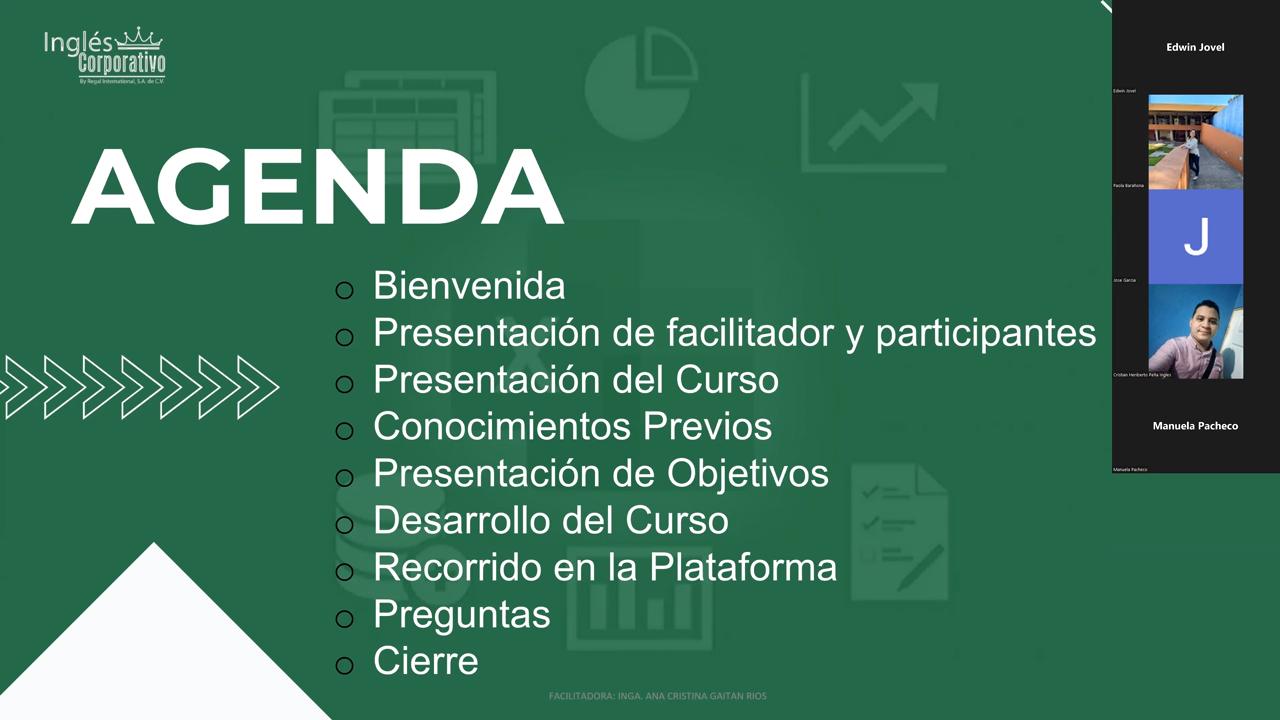 Inglés
Corporativo
By Regal International, S.A. de C.V.
AGENDA
Bienvenida
Presentación de facilitador y participantes
Presentación del Curso
Conocimientos Previos
Presentación de Objetivos
Desarrollo del Curso
Recorrido en la Plataforma
Preguntas
Cierre
FACILITADORA: INGA. ANA CRISTINA GAITAN RIOS
Edwin Jovel
Edwin Jovel
Paola Barahona
J
Jose Garcia
Cristian Heriberto Peña Ingles
Manuela Pacheco
Manuela Pacheco